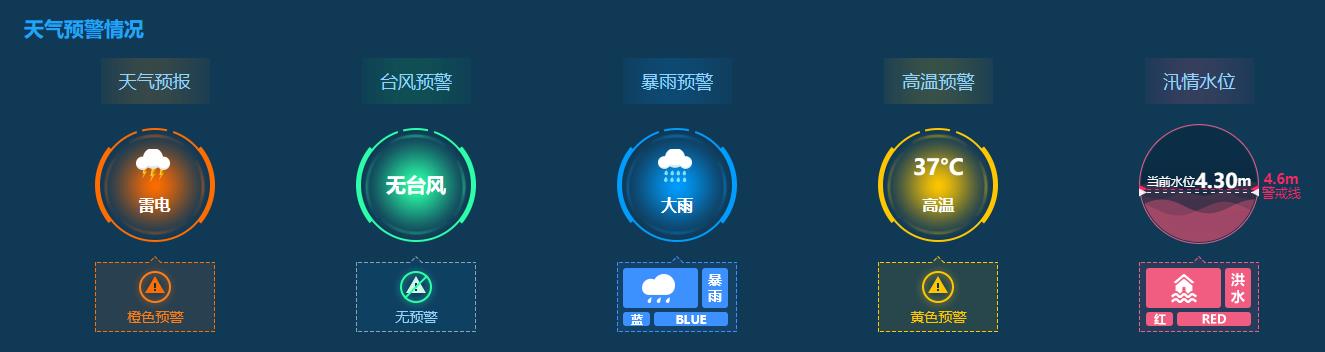 天气预警情况
天气预报
台风预警
暴雨预警
高温预警
汛情水位
雷电
无台风
大雨
37°C
高温
当前水位4.30m
4.6m
警戒线
橙色预警
无预警
暴雨
蓝 BLUE
黄色预警
洪水
红 RED